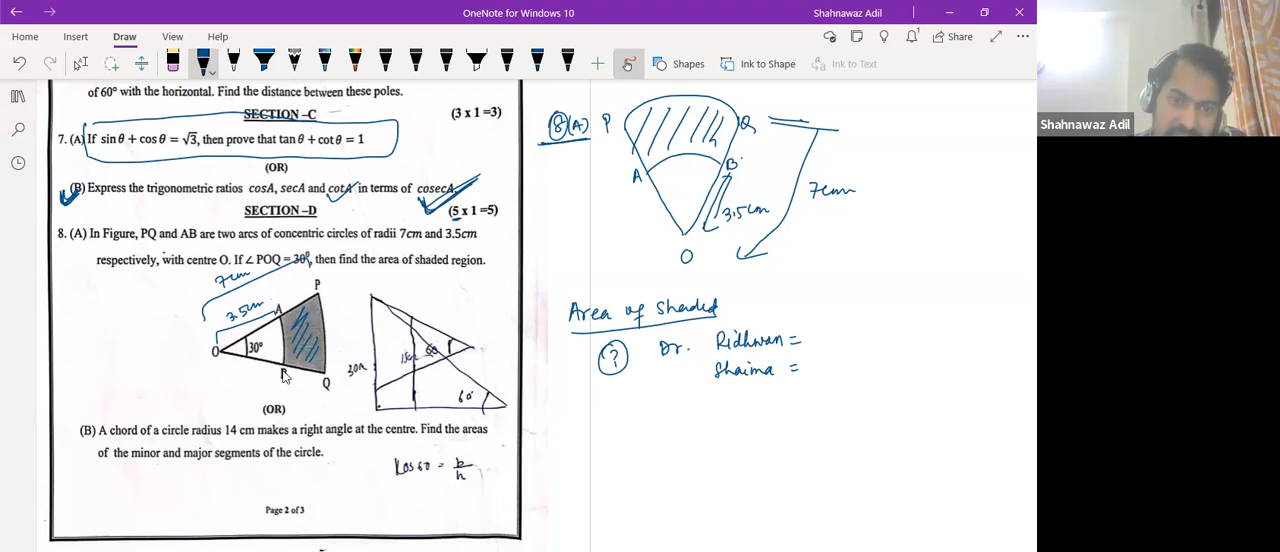 OneNote for Windows 10
Shahnawaz Adil
Home Insert Draw View Help
Share
Shapes
Ink to Shape
Ink to Text
Shahnawaz Adil
of 60° with the horizontal. Find the distance between these poles.
SECTION –C (3 x 1 =3)
7. (A) If sin θ + cos θ = √3, then prove that tan θ + cot θ = 1
(OR)
(B) Express the trigonometric ratios cosA, secA and cotA in terms of cosecA.
SECTION –D (5 x 1 =5)
8. (A) In Figure, PQ and AB are two arcs of concentric circles of radii 7cm and 3.5cm
respectively, with centre O. If ∠ POQ = 30°, then find the area of shaded region.
7cm
3.5cm
A
P
O
30°
B
Q
30m
60
60°
(OR)
(B) A chord of a circle radius 14 cm makes a right angle at the centre. Find the areas
of the minor and major segments of the circle.
cos 60 = b/h
Page 2 of 3
8(A) P Q
A B
3.5cm
7cm
O
Area of Shaded
? Dr. Ridhwan =
Shaima =